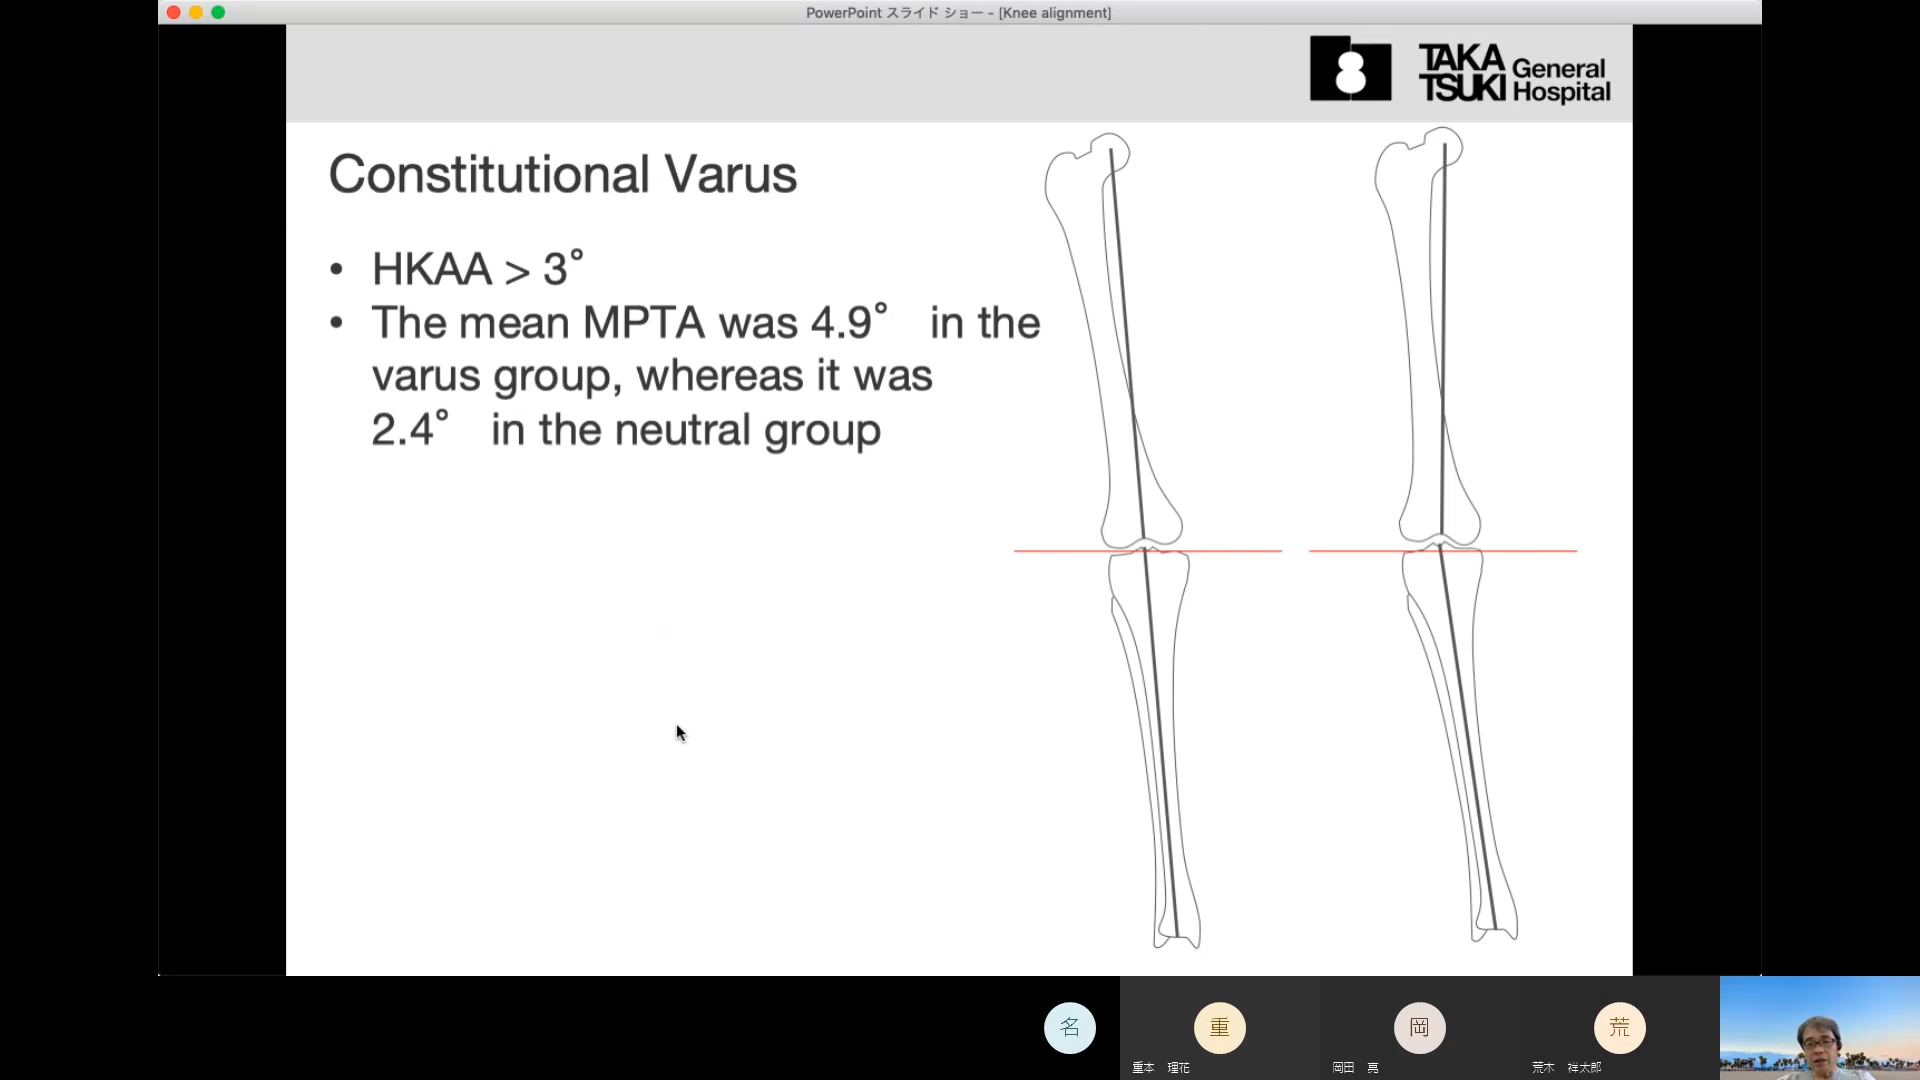 PowerPoint スライド ショー - [Knee alignment]
TAKA
TSUKI
General
Hospital
Constitutional Varus
• HKAA > 3°
• The mean MPTA was 4.9° in the
varus group, whereas it was
2.4° in the neutral group
名
重
岡
荒
重本 理花
岡田 亮
荒木 祥太郎